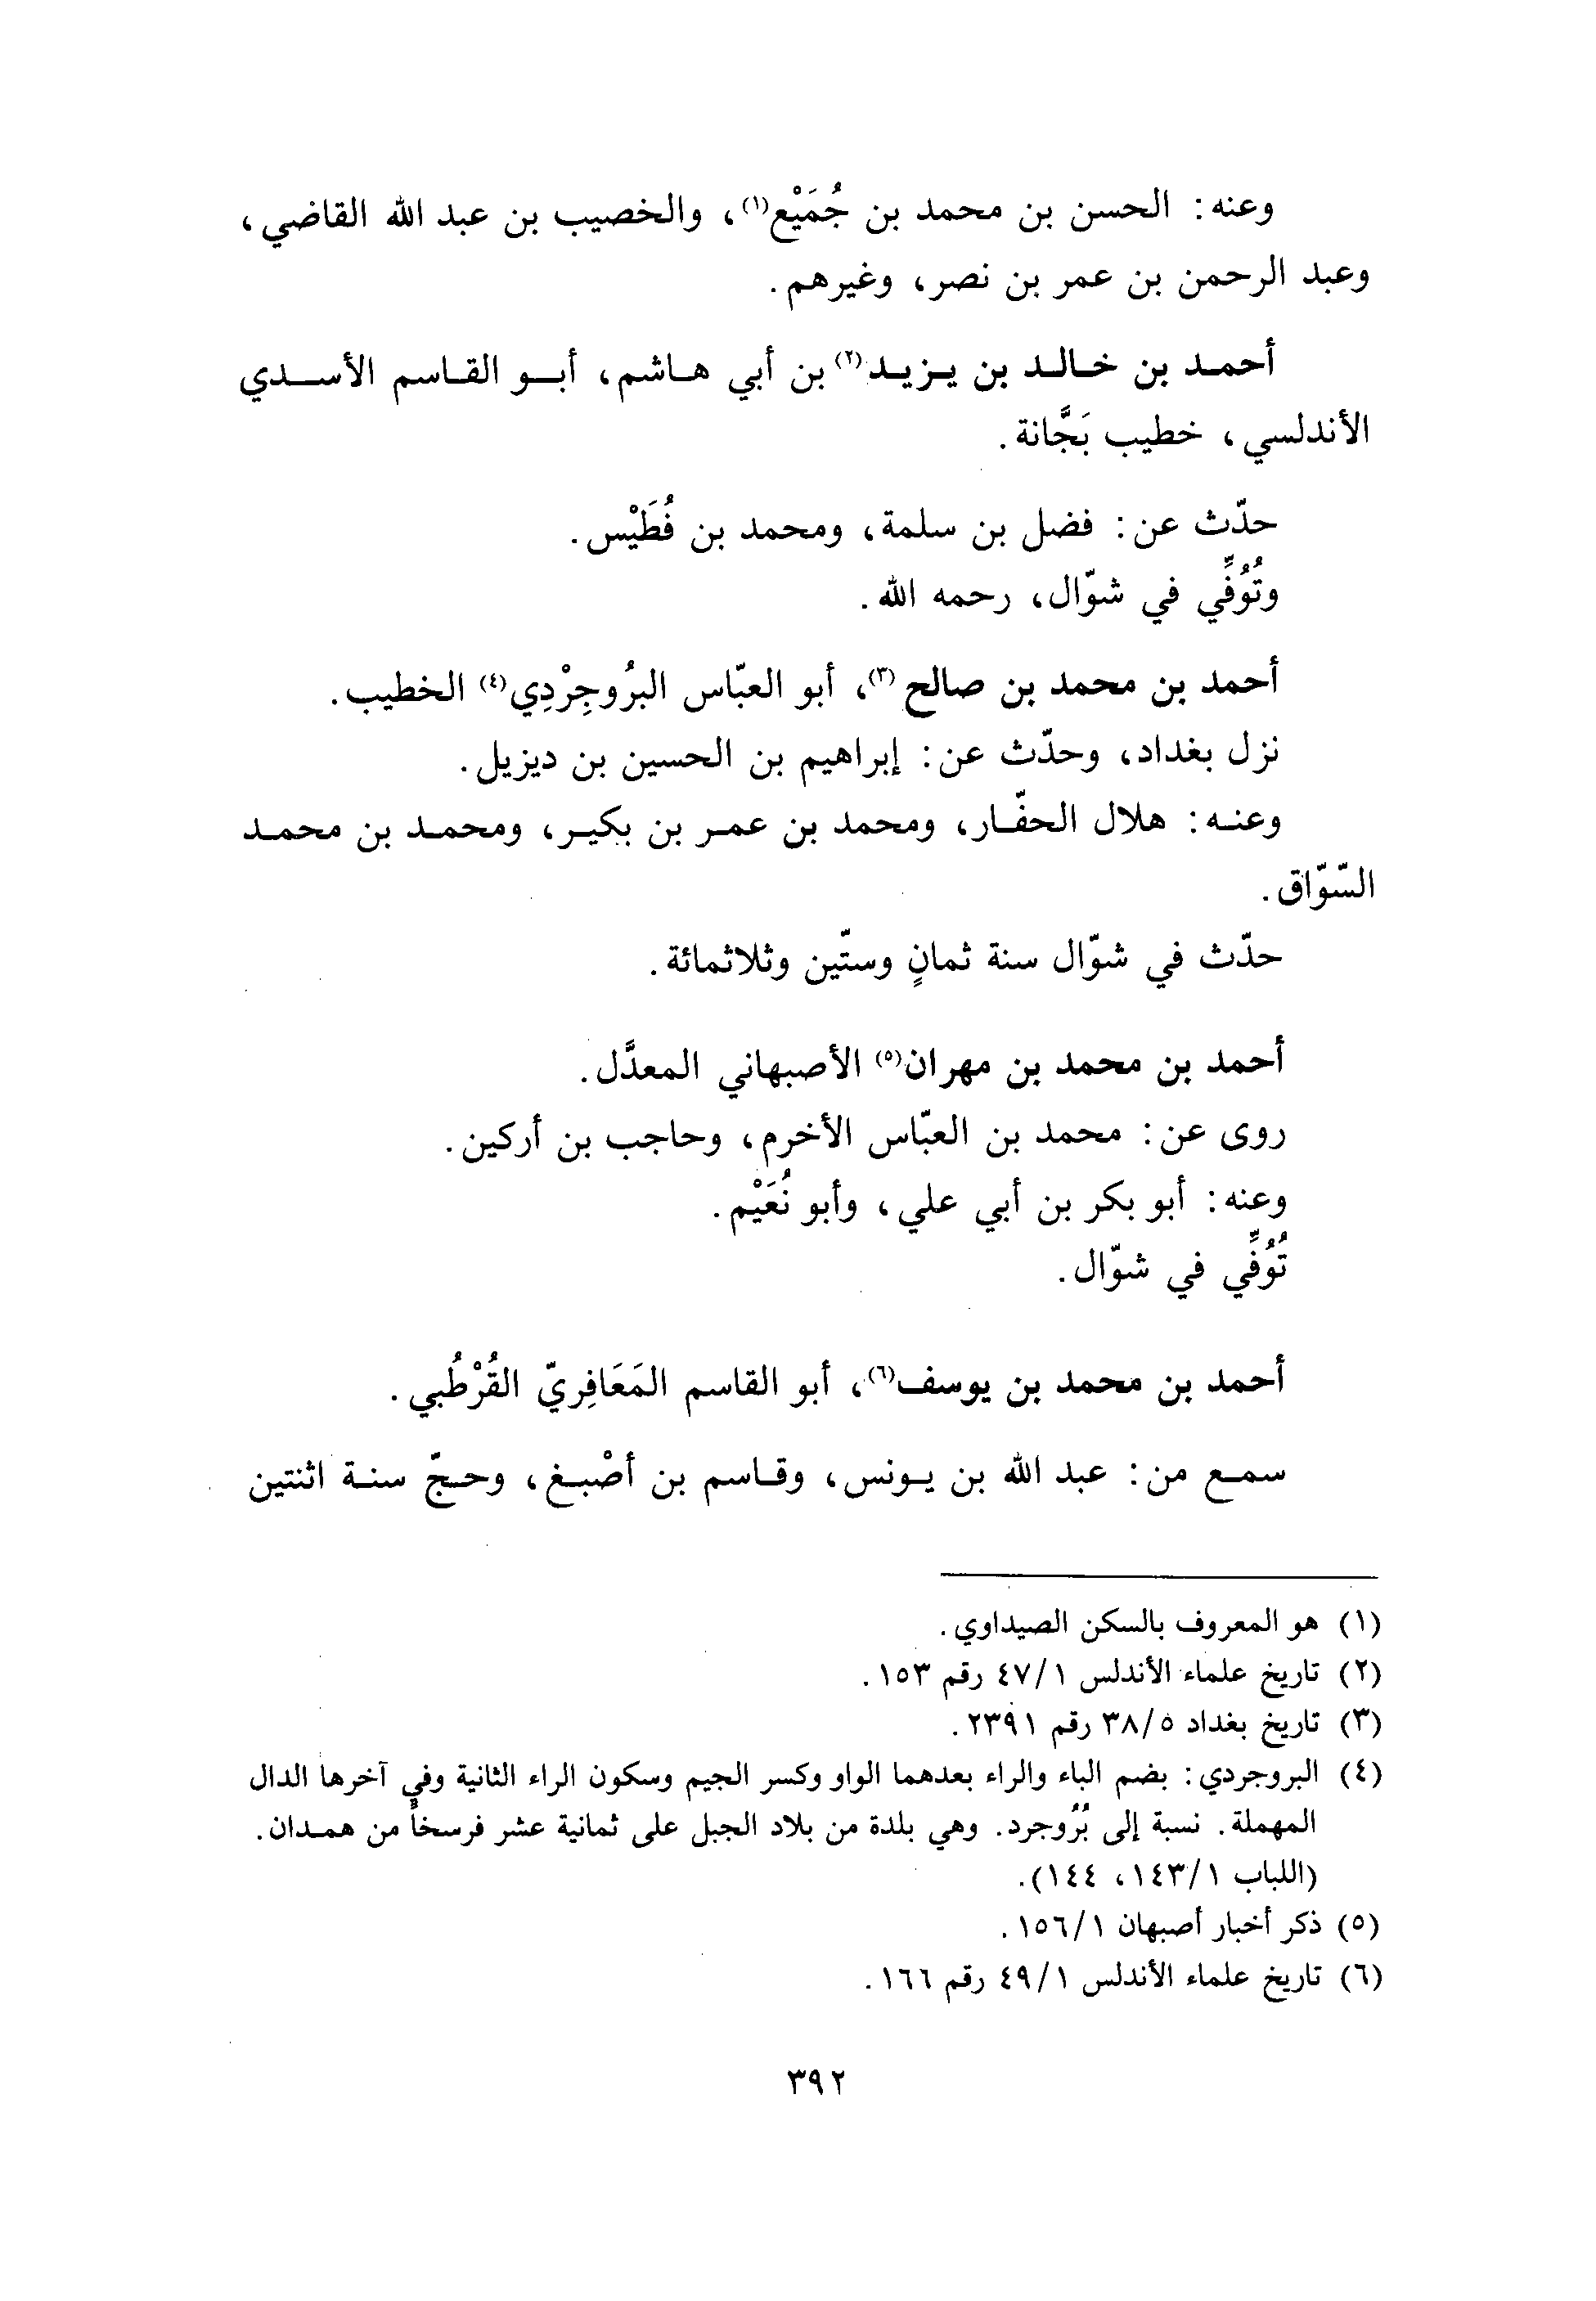 وعنه: الحسن بن محمد بن جُمَيْع(١)، والخصيب بن عبد الله القاضي،
وعبد الرحمن بن عمر بن نصر، وغيرهم.
أحمد بن خالد بن يزيد(٢) بن أبي هاشم، أبو القاسم الأسدي
الأندلسي، خطيب بَجَّانة.
حدّث عن: فضل بن سلمة، ومحمد بن فُطَيْس.
وتُوُفِّي في شوّال، رحمه الله.
أحمد بن محمد بن صالح(٣)، أبو العبّاس البرُوجِرْدِي(٤) الخطيب.
نزل بغداد، وحدّث عن: إبراهيم بن الحسين بن ديزيل.
وعنه: هلال الحفّار، ومحمد بن عمر بن بكير، ومحمد بن محمد
السّوّاق.
حدّث في شوّال سنة ثمانٍ وستّين وثلاثمائة.
أحمد بن محمد بن مهران(٥) الأصبهاني المعدَّل.
روى عن: محمد بن العبّاس الأخرم، وحاجب بن أركين.
وعنه: أبو بكر بن أبي علي، وأبو نُعَيْم.
تُوُفِّي في شوّال.
أحمد بن محمد بن يوسف(٦)، أبو القاسم المَعَافِريّ القُرْطُبي.
سمع من: عبد الله بن يونس، وقاسم بن أصْبغ، وحجّ سنة اثنتين
(١) هو المعروف بالسكن الصيداوي.
(٢) تاريخ علماء الأندلس ٤٧/١ رقم ١٥٣.
(٣) تاريخ بغداد ٣٨/٥ رقم ٢٣٩١.
(٤) البروجردي: بضم الباء والراء بعدهما الواو وكسر الجيم وسكون الراء الثانية وفي آخرها الدال
المهملة. نسبة إلى بُرُوجرد. وهي بلدة من بلاد الجبل على ثمانية عشر فرسخاً من همدان.
(اللباب ١٤٣/١، ١٤٤).
(٥) ذكر أخبار أصبهان ١٥٦/١.
(٦) تاريخ علماء الأندلس ٤٩/١ رقم ١٦٦.
٣٩٢